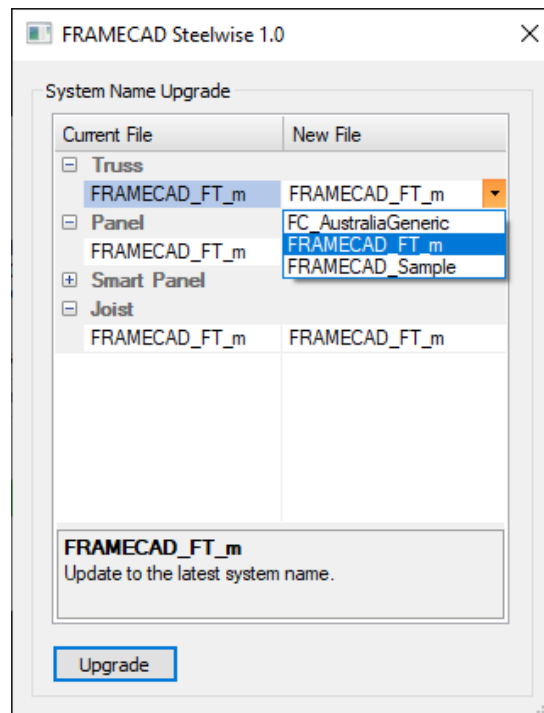 FRAMECAD Steelwise 1.0
System Name Upgrade
Current File New File
Truss
FRAMECAD_FT_m FRAMECAD_FT_m
Panel FC_AustraliaGeneric
FRAMECAD_FT_m FRAMECAD_FT_m
Smart Panel FRAMECAD_Sample
Joist
FRAMECAD_FT_m FRAMECAD_FT_m
FRAMECAD_FT_m
Update to the latest system name.
Upgrade